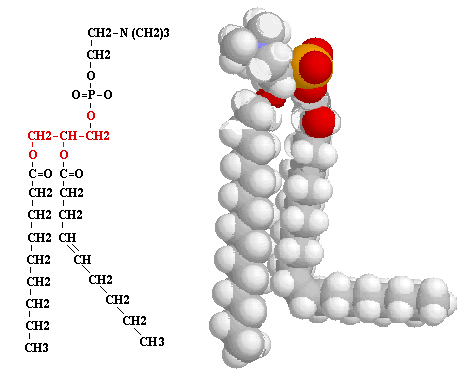 CH2–N (CH2)3
CH2
O
O=P–O
O
CH2–CH–CH2
O O
C=O C=O
CH2 CH2
CH2 CH2
CH2 CH
CH2 CH
CH2 CH2
CH2 CH2
CH2 CH2
CH3 CH3